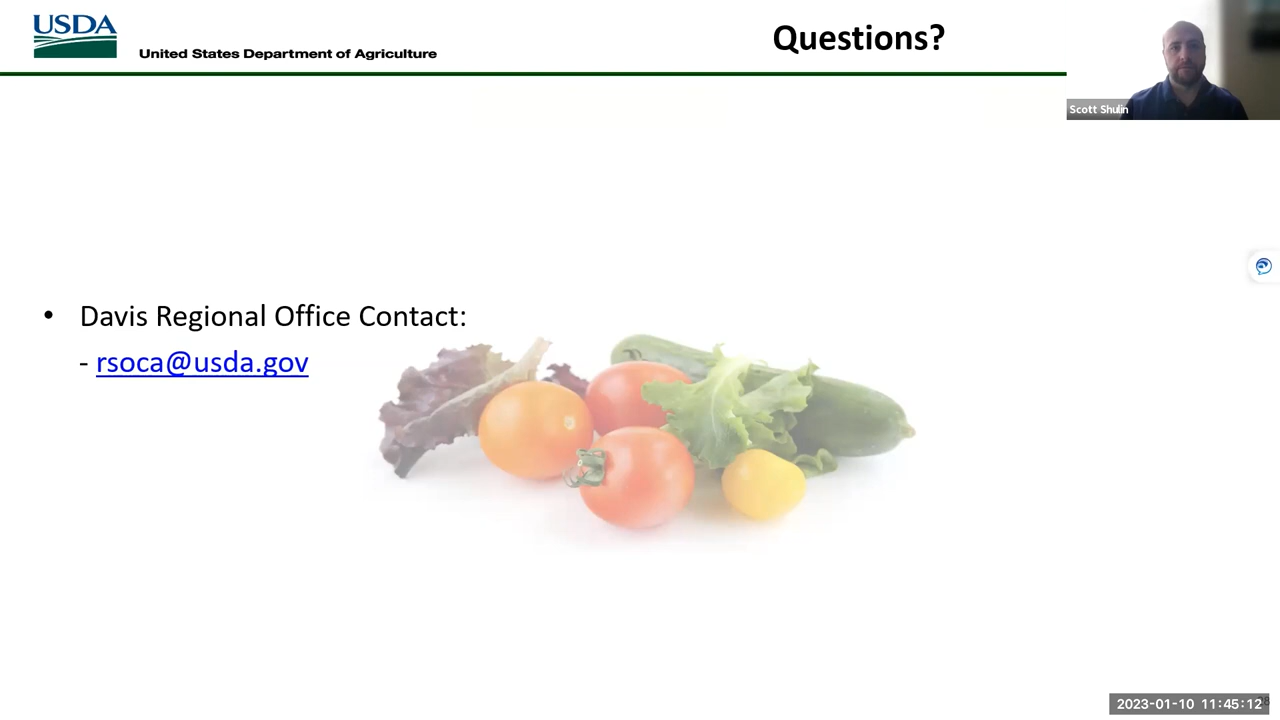 USDA
United States Department of Agriculture
Questions?
Scott Shulin
• Davis Regional Office Contact:
- rsoca@usda.gov
2023-01-10 11:45:12